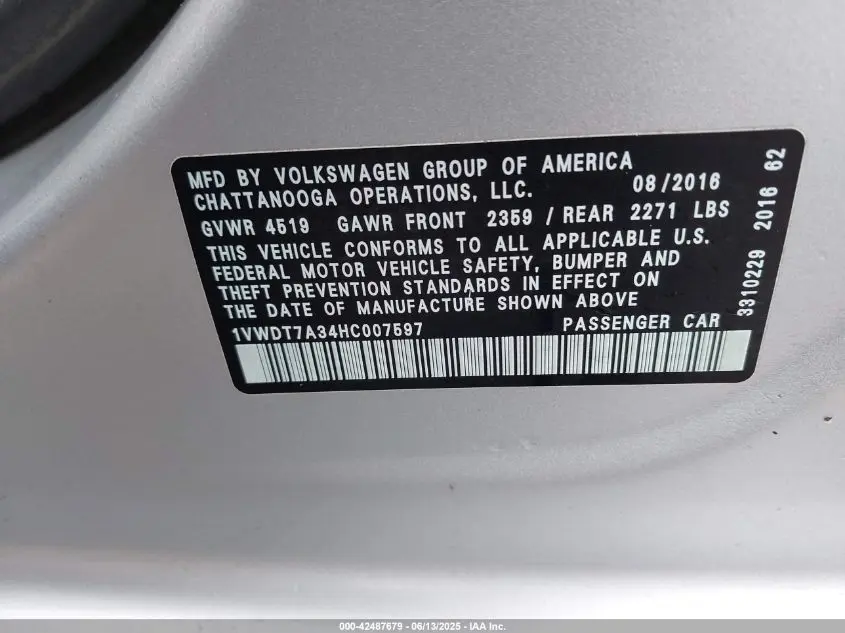 MFD BY VOLKSWAGEN GROUP OF AMERICA
CHATTANOOGA OPERATIONS, LLC. 08/2016
GVWR 4519 GAWR FRONT 2359 / REAR 2271 LBS
THIS VEHICLE CONFORMS TO ALL APPLICABLE U.S.
FEDERAL MOTOR VEHICLE SAFETY, BUMPER AND
THEFT PREVENTION STANDARDS IN EFFECT ON
THE DATE OF MANUFACTURE SHOWN ABOVE
1VWDT7A34HC007597 PASSENGER CAR
3310229 2016 62
000-42487679 - 06/13/2025 - IAA Inc.